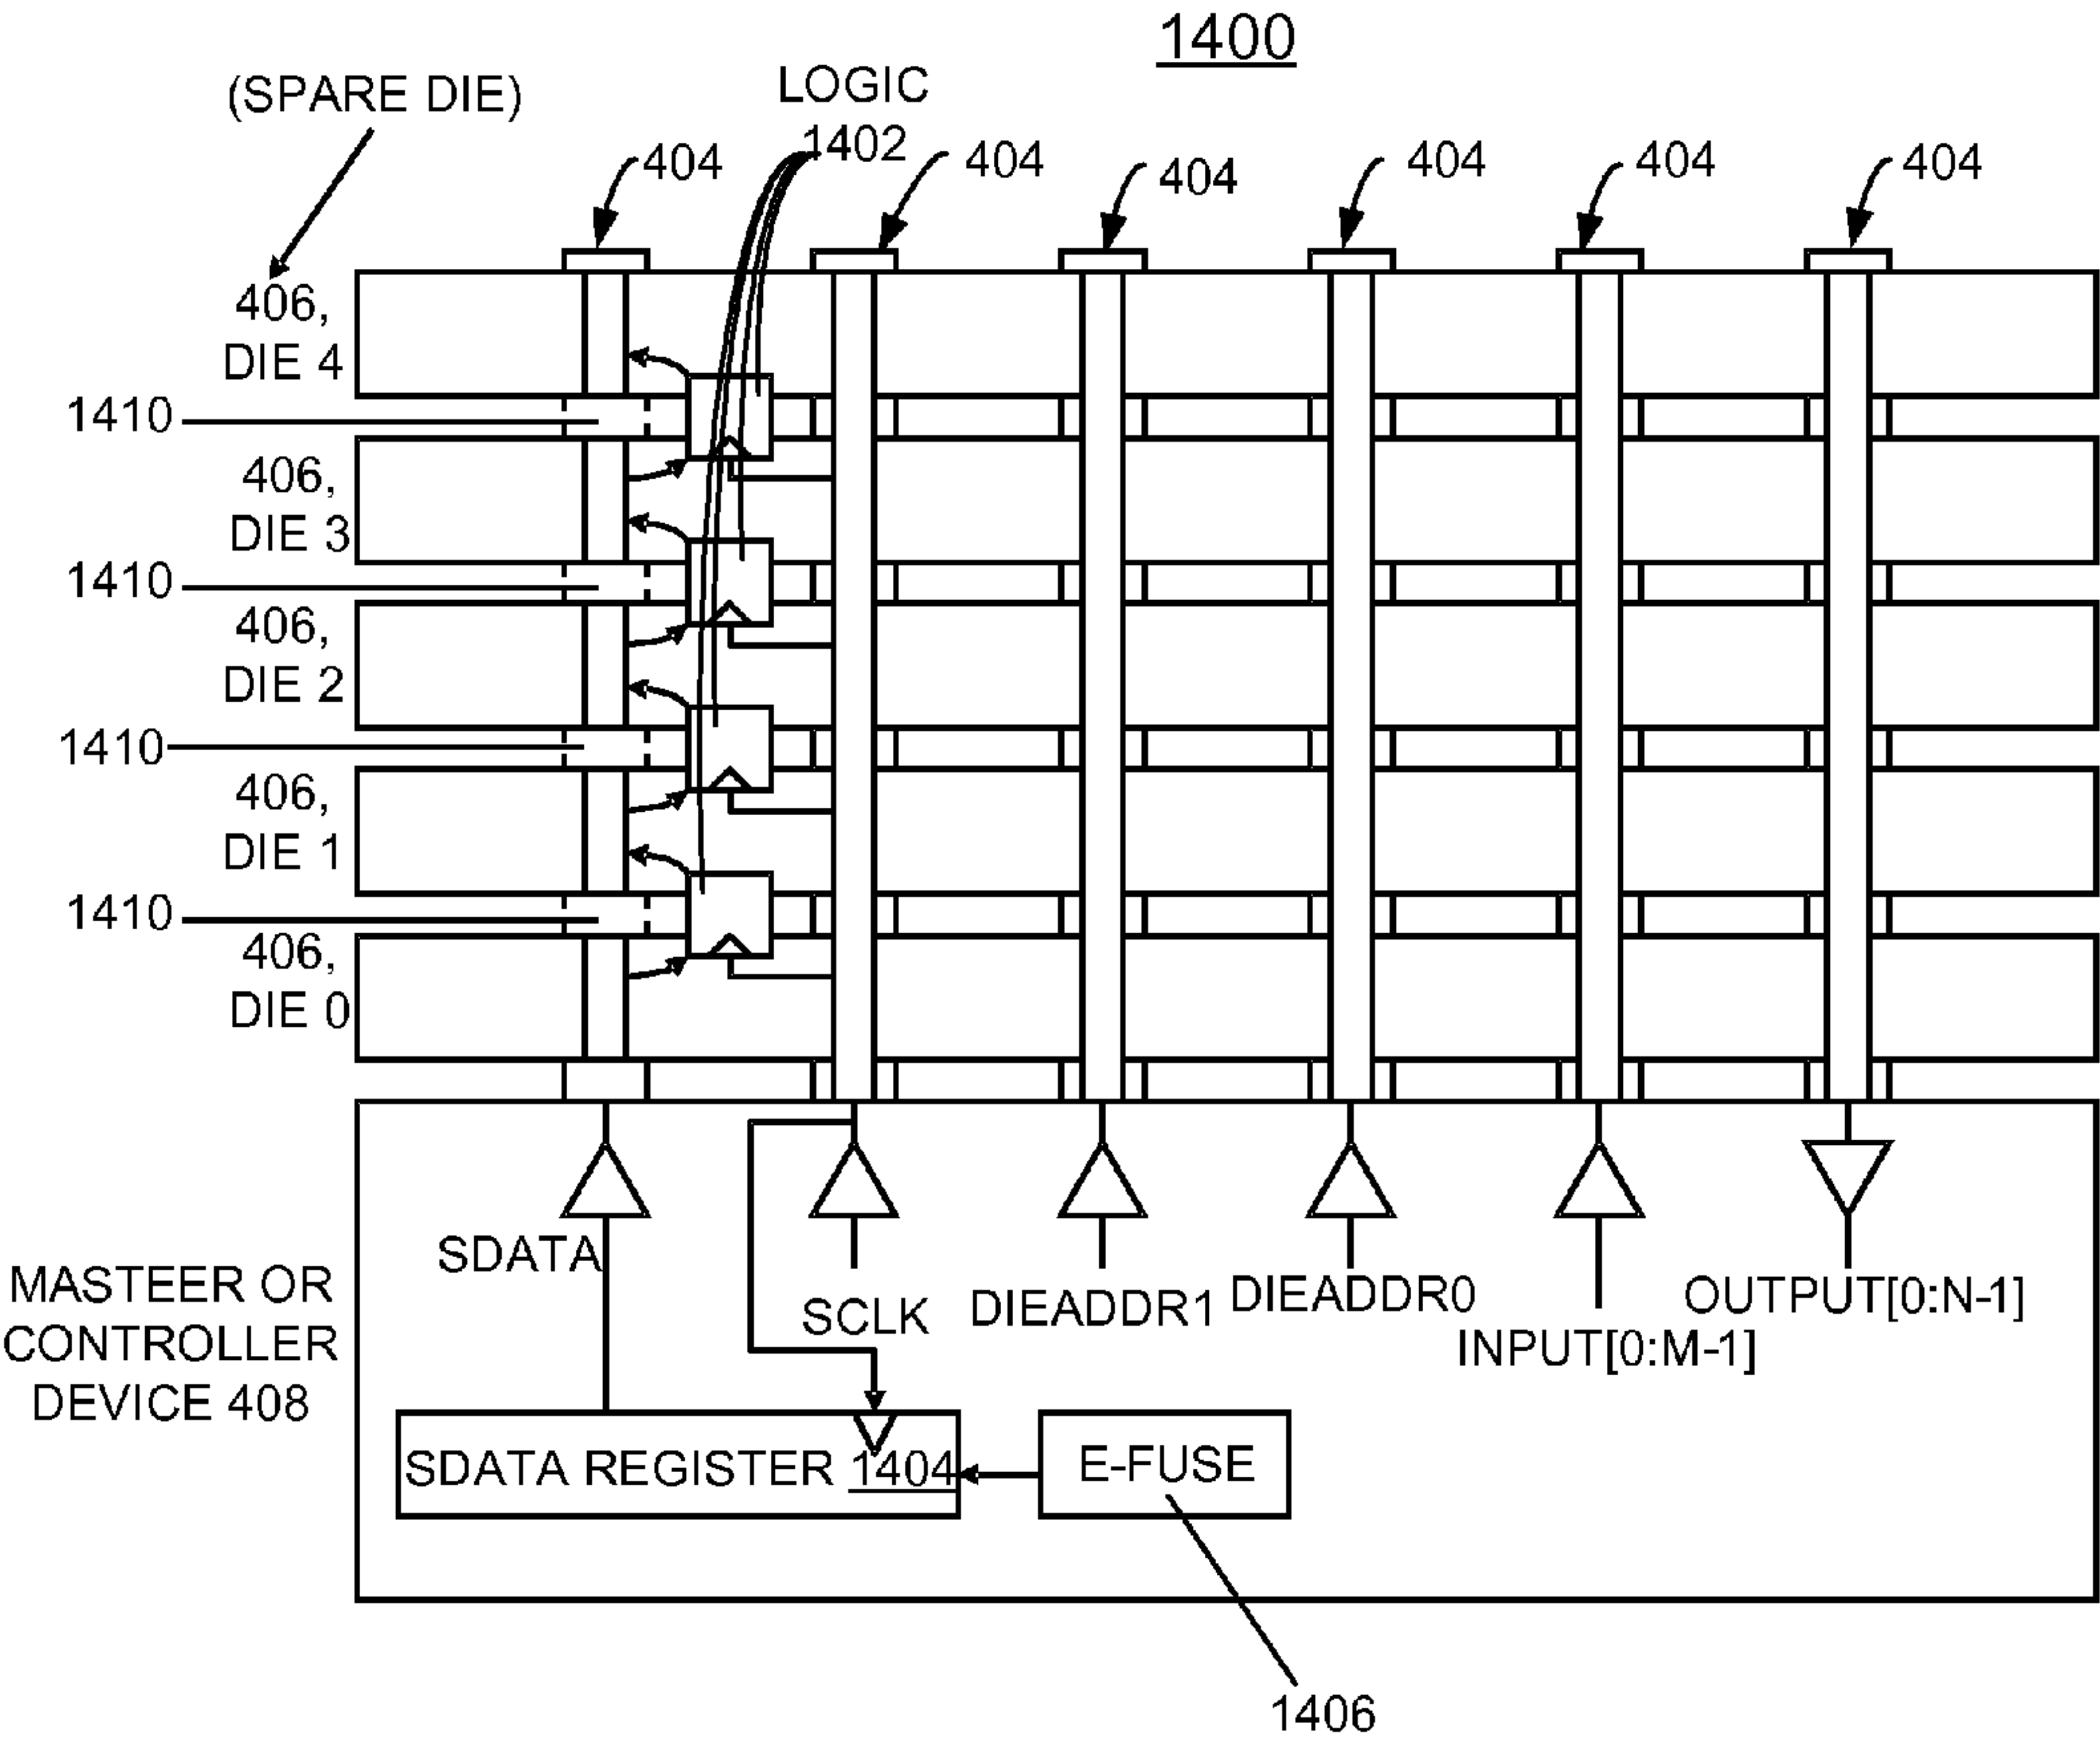 1400
(SPARE DIE)
LOGIC
1402
404
404
404
404
404
404
406,
DIE 4
1410
406,
DIE 3
1410
406,
DIE 2
1410
406,
DIE 1
1410
406,
DIE 0
SDATA
SCLK
DIEADDR1
DIEADDR0
INPUT[0:M-1]
OUTPUT[0:N-1]
MASTEER OR
CONTROLLER
DEVICE 408
SDATA REGISTER 1404
E-FUSE
1406